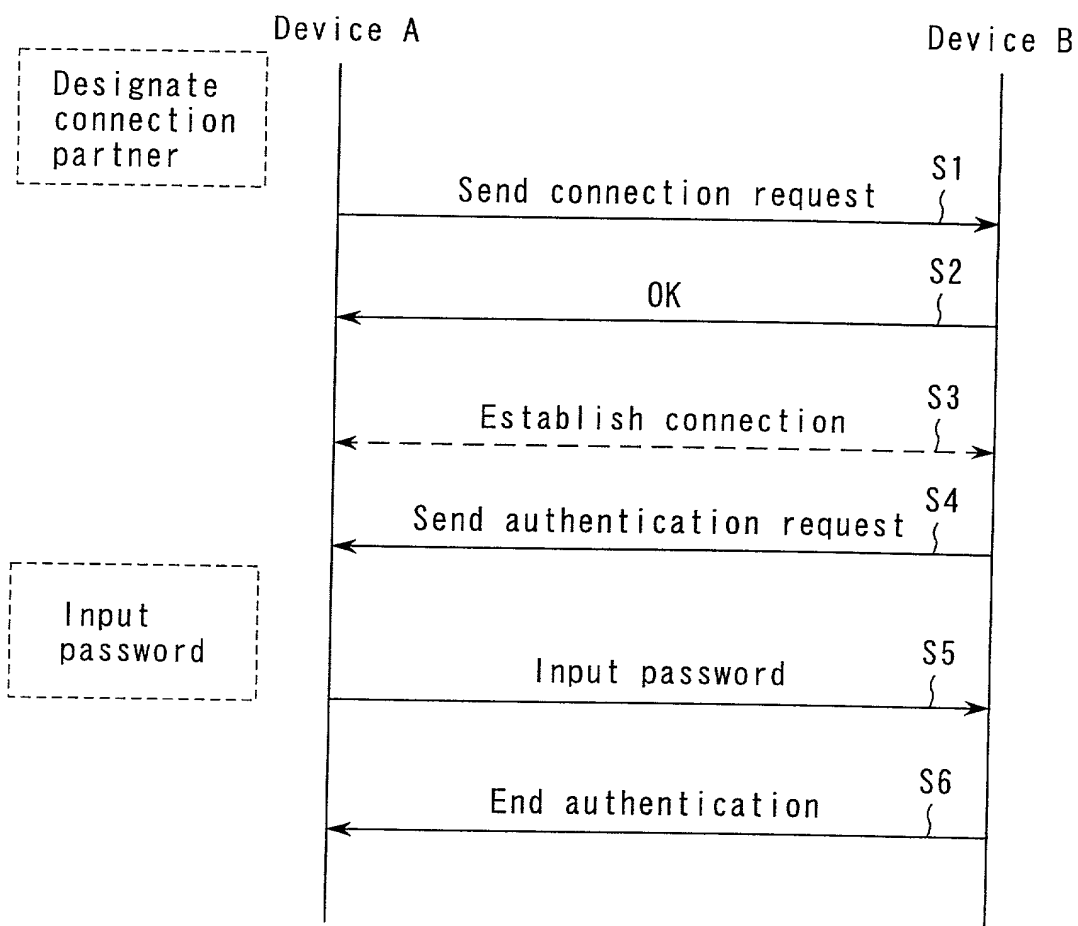 Device A
Device B
Designate
connection
partner
S1
Send connection request
S2
OK
S3
Establish connection
S4
Send authentication request
Input
password
S5
Input password
S6
End authentication